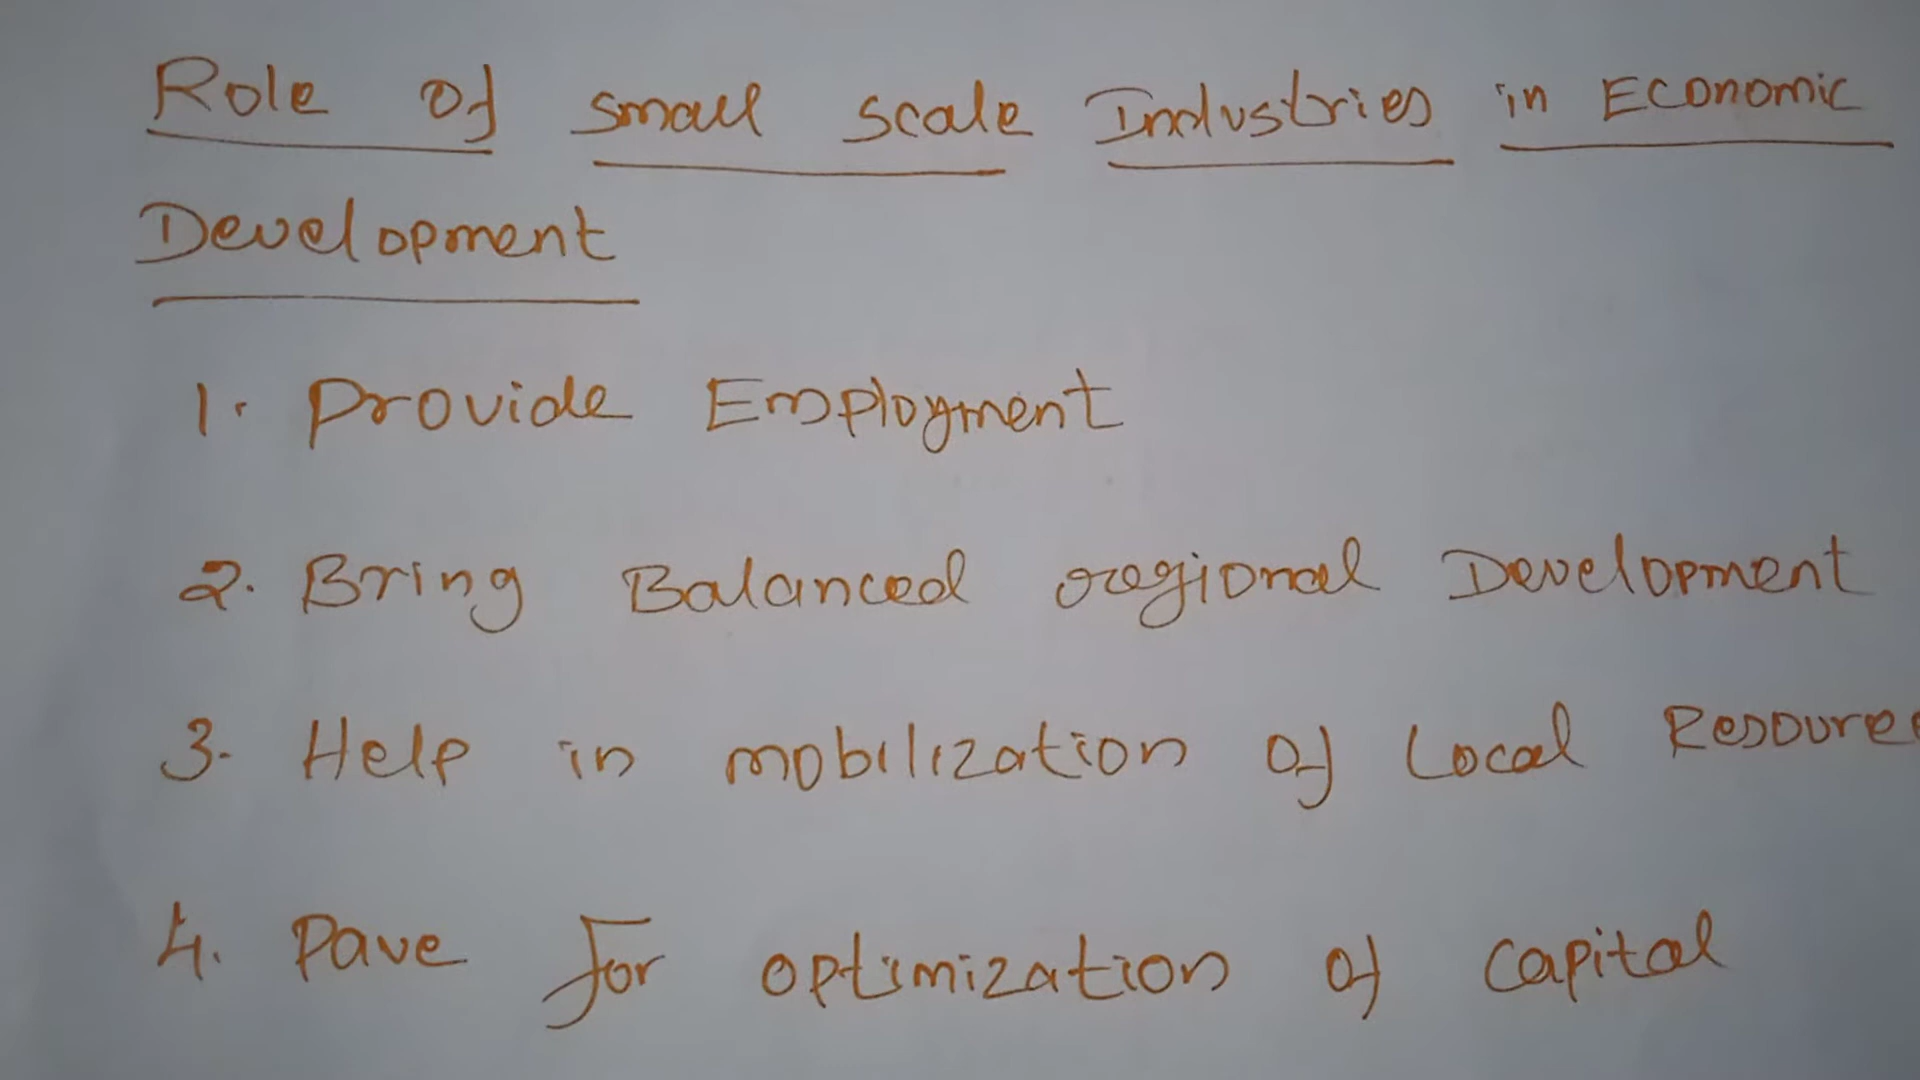 Role of small scale Industries in Economic
Development
1. Provide Employment
2. Bring Balanced regional Development
3. Help in mobilization of Local Resource
4. Pave for optimization of capital